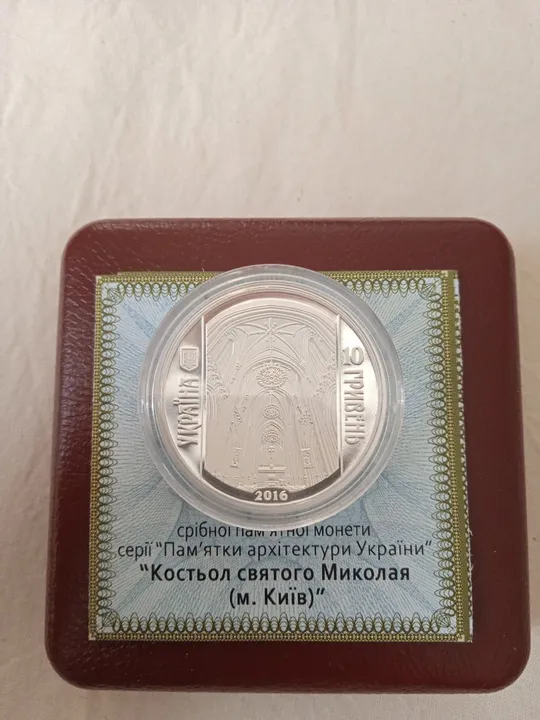 УКРАЇНА
10 ГРИВЕНЬ
2016
срібної пам'ятної монети
серії "Пам'ятки архітектури України"
"Костьол святого Миколая
(м. Київ)"